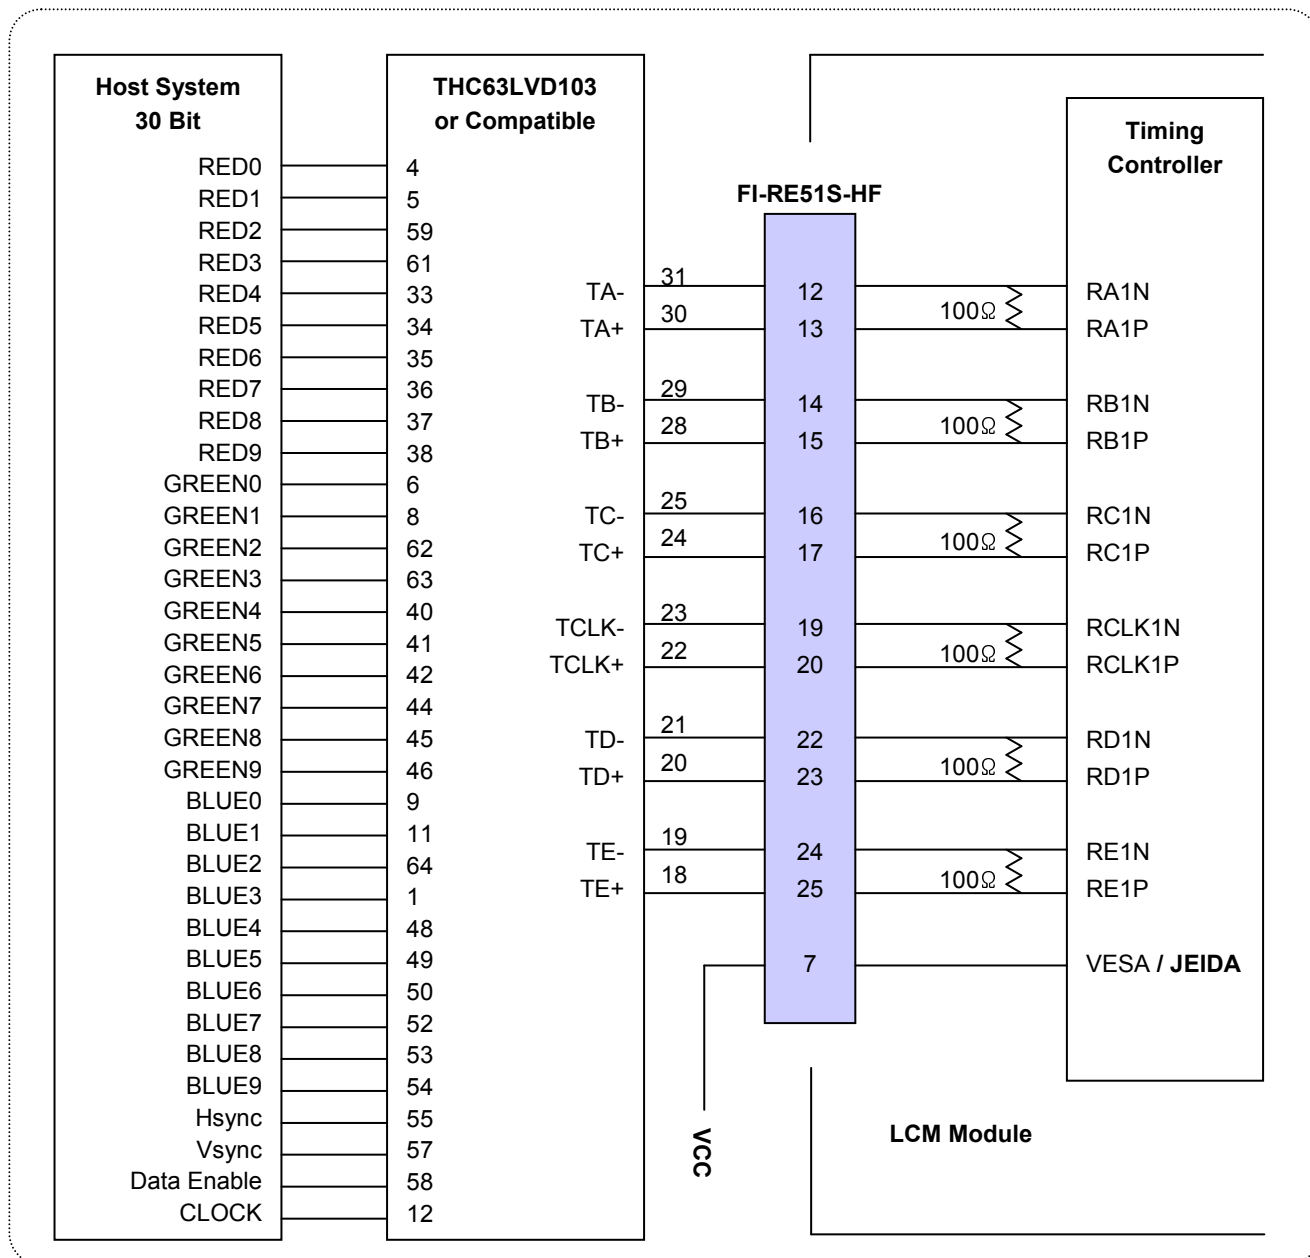 Host System
30 Bit
RED0
RED1
RED2
RED3
RED4
RED5
RED6
RED7
RED8
RED9
GREEN0
GREEN1
GREEN2
GREEN3
GREEN4
GREEN5
GREEN6
GREEN7
GREEN8
GREEN9
BLUE0
BLUE1
BLUE2
BLUE3
BLUE4
BLUE5
BLUE6
BLUE7
BLUE8
BLUE9
Hsync
Vsync
Data Enable
CLOCK
THC63LVD103
or Compatible
4
5
59
61
33
34
35
36
37
38
6
8
62
63
40
41
42
44
45
46
9
11
64
1
48
49
50
52
53
54
55
57
58
12
TA-
TA+
TB-
TB+
TC-
TC+
TCLK-
TCLK+
TD-
TD+
TE-
TE+
31
30
29
28
25
24
23
22
21
20
19
18
VCC
FI-RE51S-HF
12
13
14
15
16
17
19
20
22
23
24
25
7
100Ω
100Ω
100Ω
100Ω
100Ω
100Ω
Timing
Controller
RA1N
RA1P
RB1N
RB1P
RC1N
RC1P
RCLK1N
RCLK1P
RD1N
RD1P
RE1N
RE1P
VESA / JEIDA
LCM Module